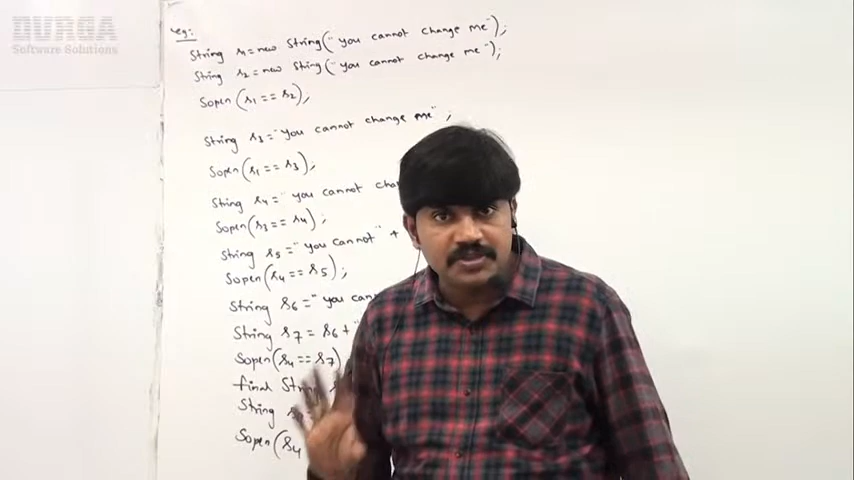 DURGA
Software Solutions
eg:
String s1=new String("you cannot change me");
String s2=new String("you cannot change me");
Sopln(s1==s2);
String s3="you cannot change me";
Sopln(s1==s3);
String s4="you cannot
Sopln(s3==s4);
String s5="you cannot" +
Sopln(s4==s5);
String s6="you
String s7=s6+"
Sopln(s4==s7)
final String
String
Sopln(s4